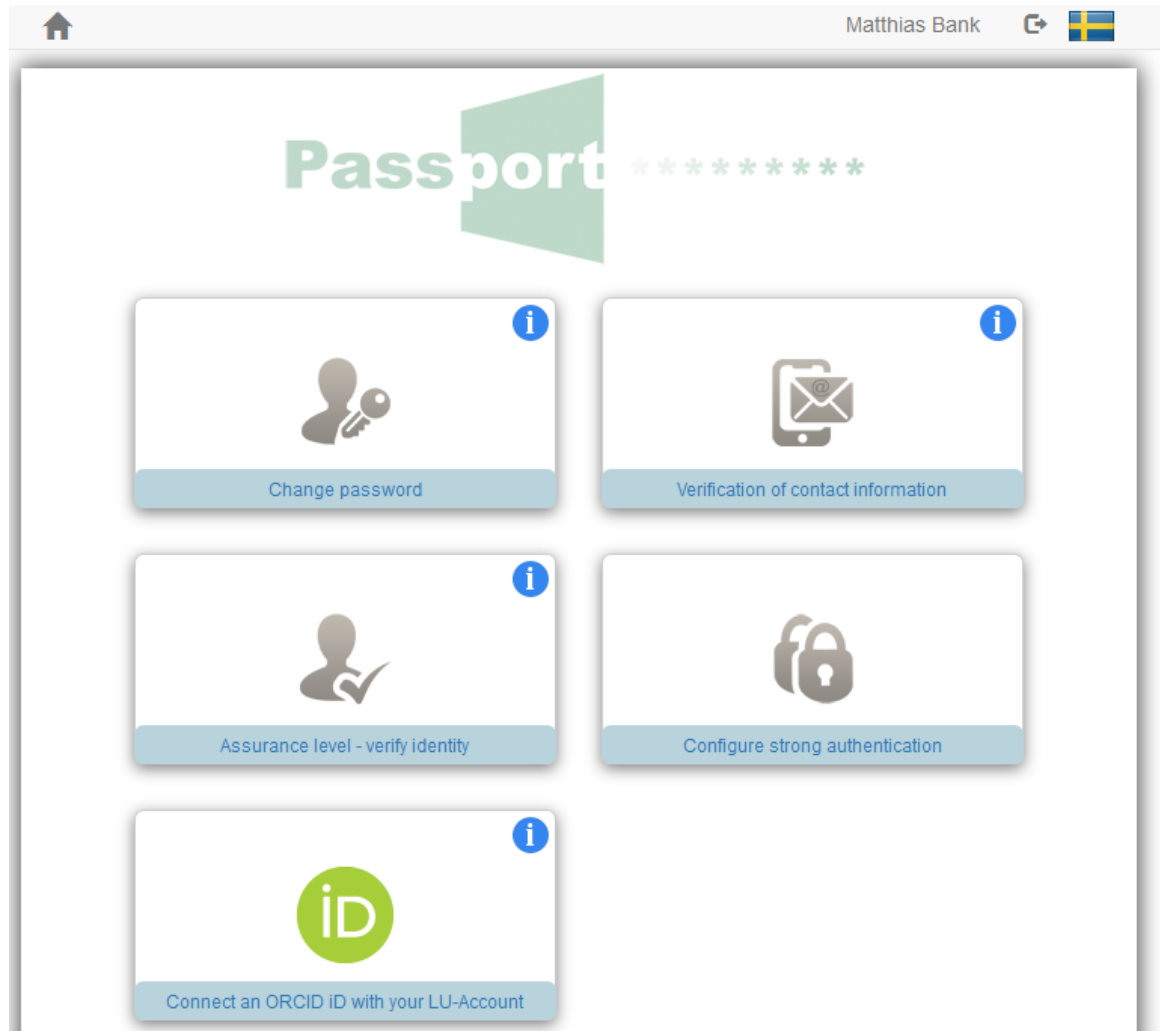 Matthias Bank
Passport *********
i
i
Change password
Verification of contact information
@
i
Assurance level - verify identity
Configure strong authentication
i
iD
Connect an ORCID iD with your LU-Account